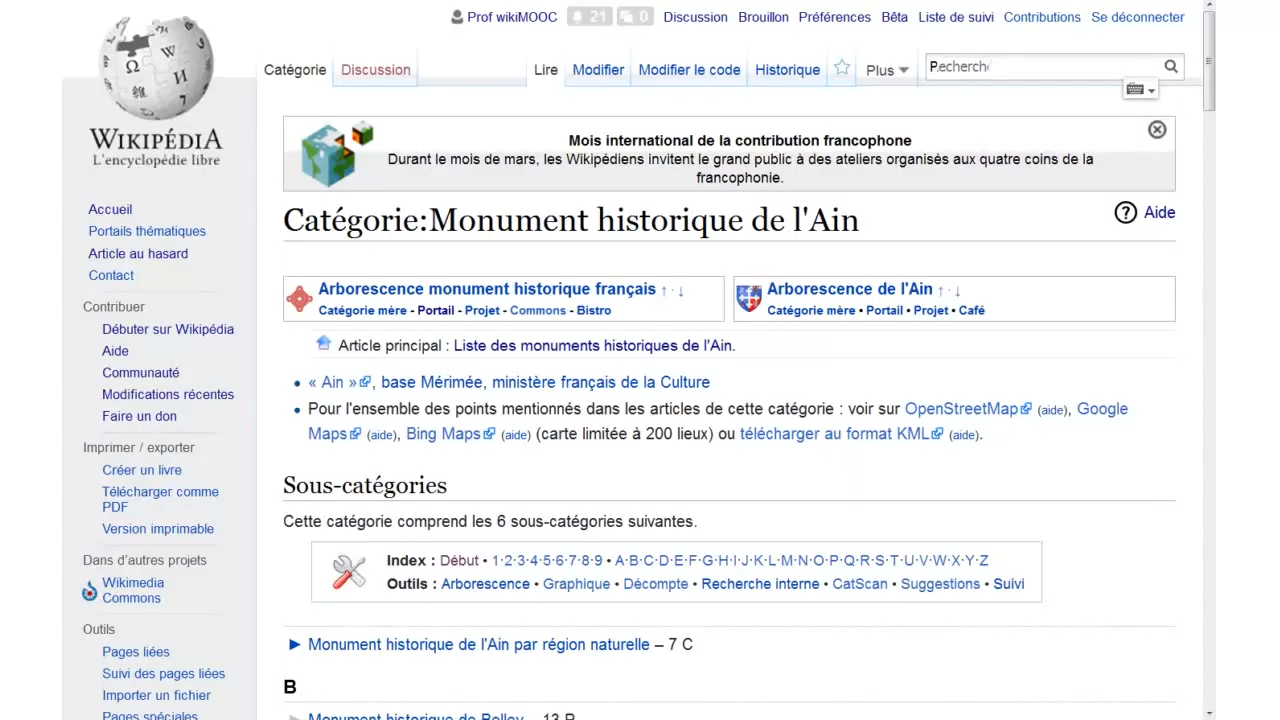 Prof wikiMOOC 21 0 Discussion Brouillon Préférences Bêta Liste de suivi Contributions Se déconnecter
Catégorie Discussion Lire Modifier Modifier le code Historique Plus
WIKIPÉDIA
L'encyclopédie libre
Mois international de la contribution francophone
Durant le mois de mars, les Wikipédiens invitent le grand public à des ateliers organisés aux quatre coins de la
francophonie.
Catégorie:Monument historique de l'Ain
Aide
Accueil
Portails thématiques
Article au hasard
Contact
Contribuer
Débuter sur Wikipédia
Aide
Communauté
Modifications récentes
Faire un don
Imprimer / exporter
Créer un livre
Télécharger comme
PDF
Version imprimable
Dans d'autres projets
Wikimedia
Commons
Outils
Pages liées
Suivi des pages liées
Importer un fichier
Pages spéciales
Arborescence monument historique français ↑ · ↓
Catégorie mère - Portail - Projet - Commons - Bistro
Arborescence de l'Ain ↑ · ↓
Catégorie mère • Portail • Projet • Café
Article principal : Liste des monuments historiques de l'Ain.
• « Ain », base Mérimée, ministère français de la Culture
• Pour l'ensemble des points mentionnés dans les articles de cette catégorie : voir sur OpenStreetMap (aide), Google
Maps (aide), Bing Maps (aide) (carte limitée à 200 lieux) ou télécharger au format KML (aide).
Sous-catégories
Cette catégorie comprend les 6 sous-catégories suivantes.
Index : Début • 1·2·3·4·5·6·7·8·9 • A·B·C·D·E·F·G·H·I·J·K·L·M·N·O·P·Q·R·S·T·U·V·W·X·Y·Z
Outils : Arborescence • Graphique • Décompte • Recherche interne • CatScan • Suggestions • Suivi
► Monument historique de l'Ain par région naturelle – 7 C
B
Monument historique de Belley – 13 P